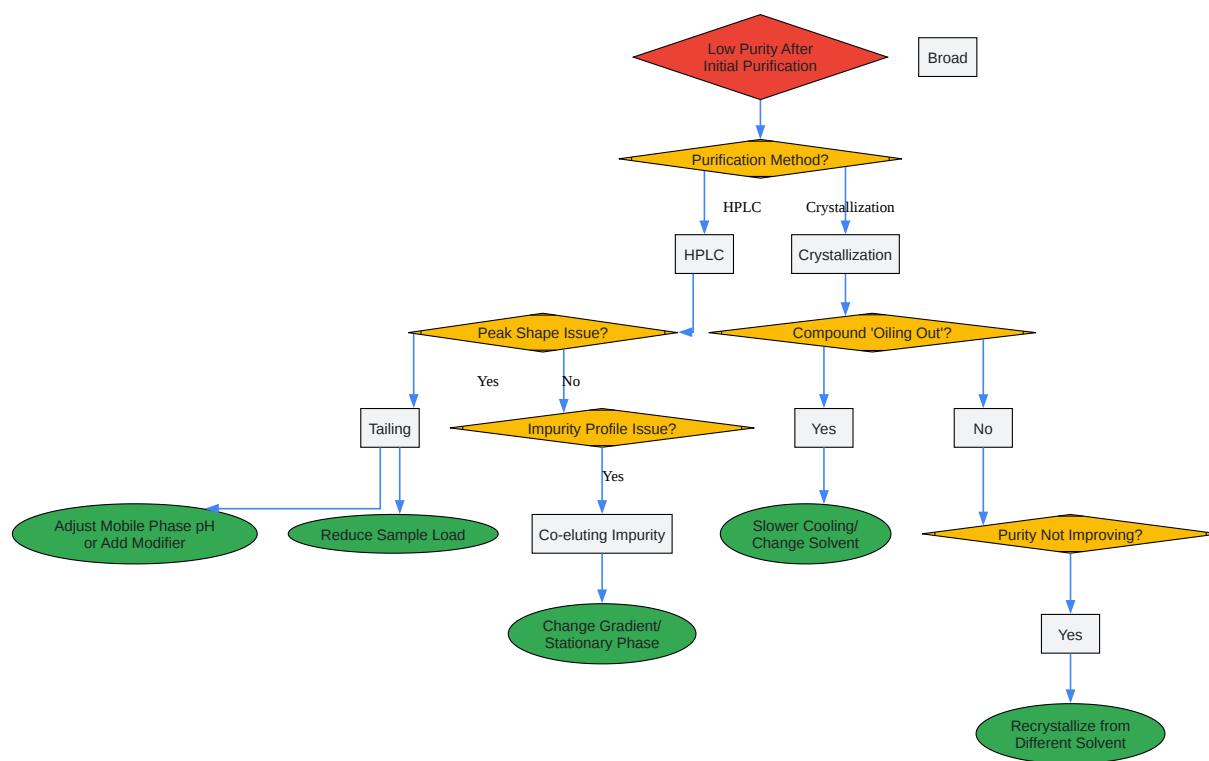 Low Purity After
Initial Purification
Broad
Purification Method?
HPLC
Crystallization
HPLC
Crystallization
Peak Shape Issue?
Compound 'Oiling Out'?
Yes
No
Tailing
Impurity Profile Issue?
Yes
No
Yes
Adjust Mobile Phase pH
or Add Modifier
Reduce Sample Load
Co-eluting Impurity
Slower Cooling/
Change Solvent
Purity Not Improving?
Change Gradient/
Stationary Phase
Yes
Recrystallize from
Different Solvent